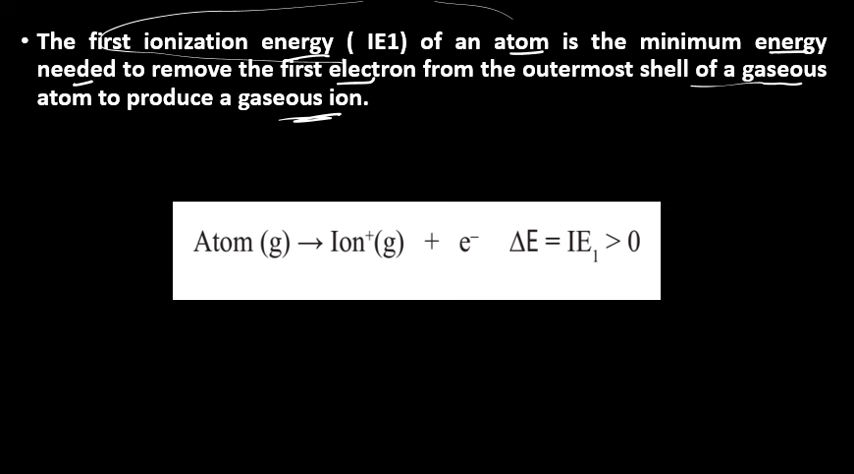 • The first ionization energy ( IE1) of an atom is the minimum energy
needed to remove the first electron from the outermost shell of a gaseous
atom to produce a gaseous ion.
Atom (g) → Ion⁺(g) + e⁻ ΔE = IE₁ > 0